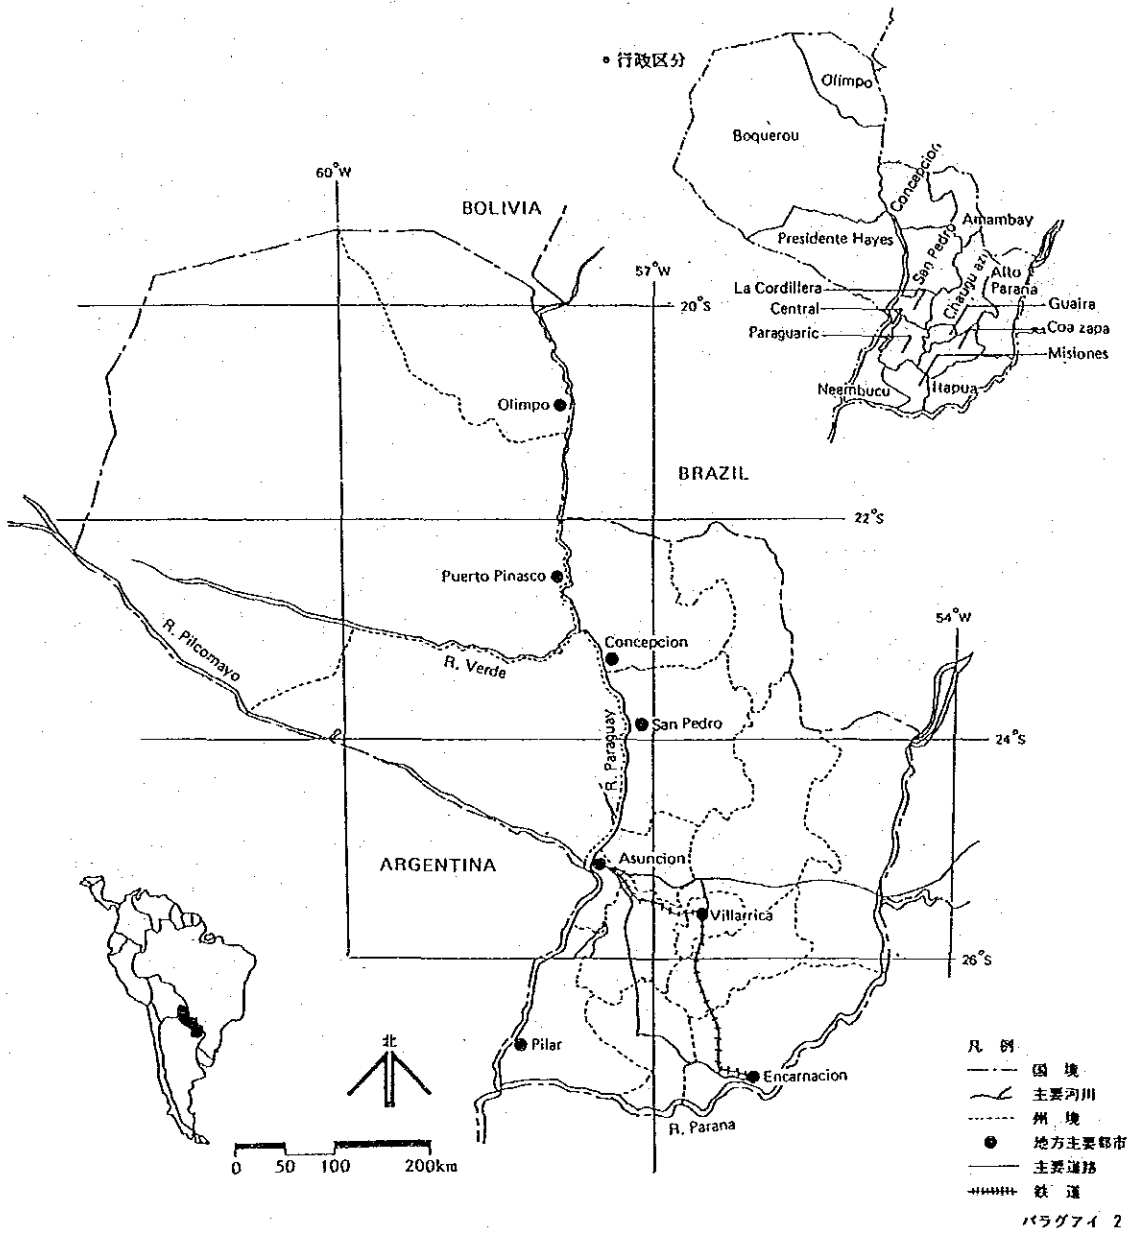 • 行政区分
Olimpo
Boquerou
Concepcion
Amambay
Presidente Hayes
San Pedro
Chaugu azu
Alto
Parana
La Cordillera
Central
Paraguaric
Guaira
Coa zapa
Misiones
Neembucu
Itapua
60°W
BOLIVIA
57°W
20°S
Olimpo
BRAZIL
22°S
Puerto Pinasco
54°W
R. Pilcomayo
R. Verde
Concepcion
San Pedro
R. Paraguay
24°S
ARGENTINA
Asuncion
Villarrica
26°S
Pilar
Encarnacion
R. Parana
北
0 50 100 200km
凡 例
国 境
主要河川
州 境
地方主要都市
主要道路
鉄 道
パラグアイ 2